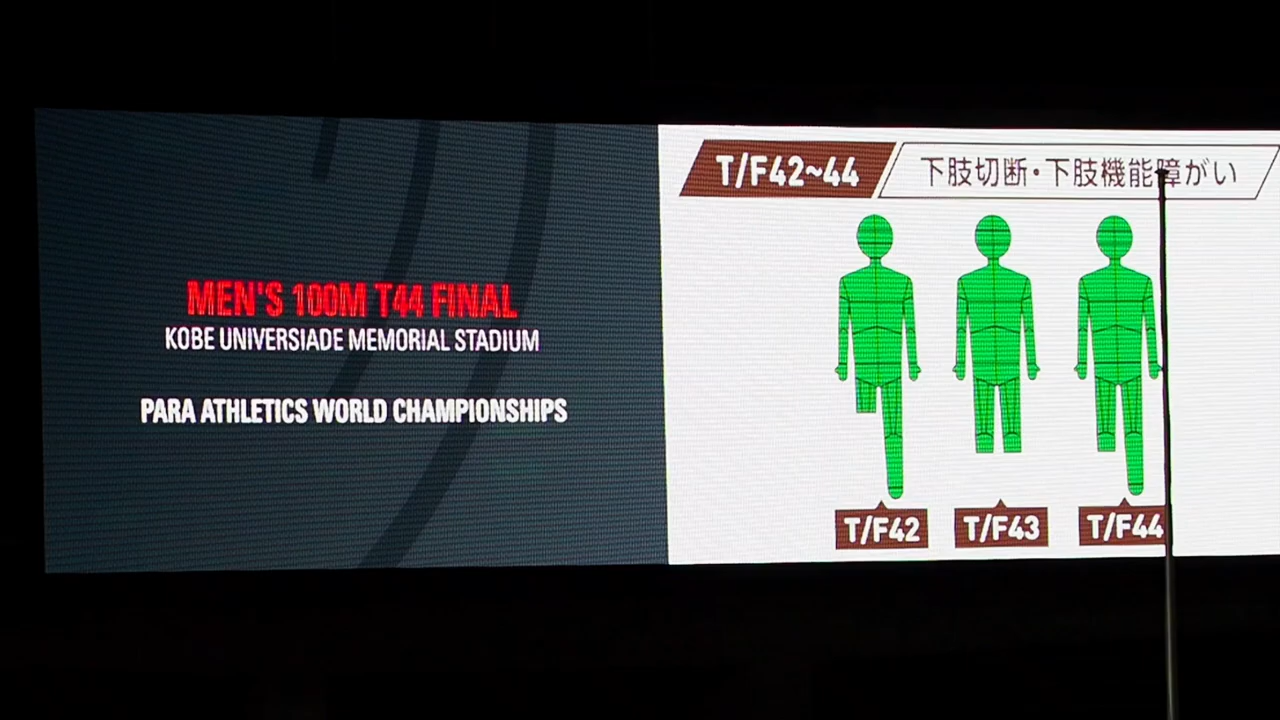 MEN'S 100M T44 FINAL
KOBE UNIVERSIADE MEMORIAL STADIUM
PARA ATHLETICS WORLD CHAMPIONSHIPS
T/F42~44
下肢切断・下肢機能障がい
T/F42
T/F43
T/F44